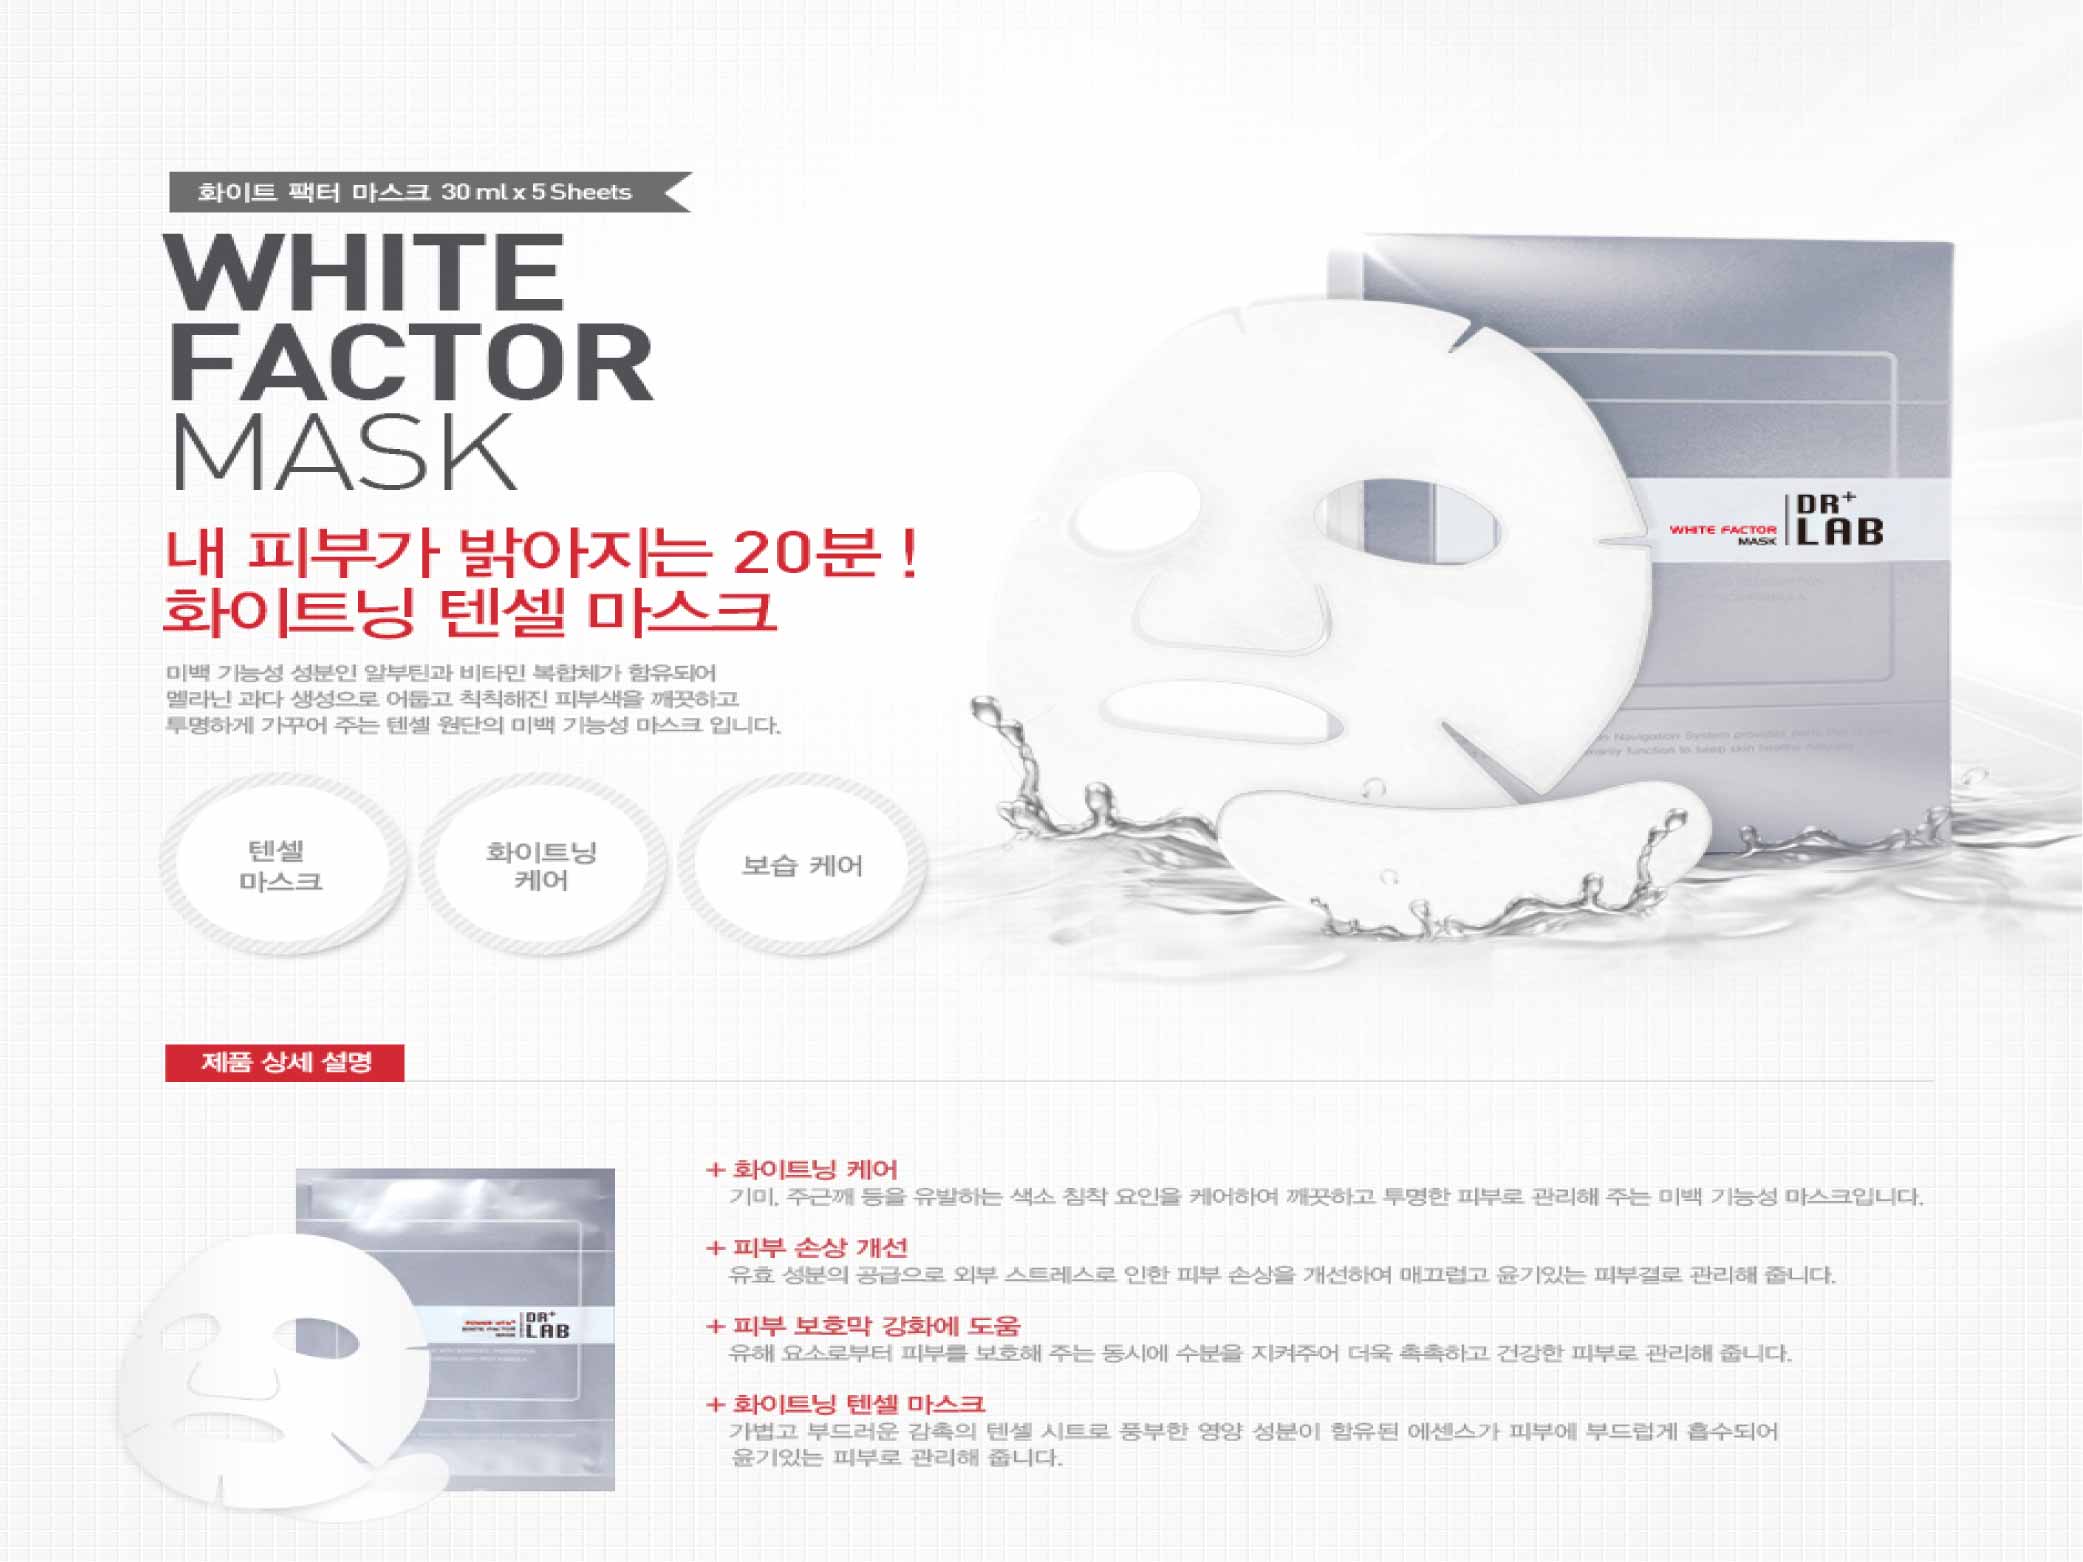 화이트 팩터 마스크 30 ml x 5 Sheets
WHITE
FACTOR
MASK
내 피부가 밝아지는 20분 !
화이트닝 텐셀 마스크
미백 기능성 성분인 알부틴과 비타민 복합체가 함유되어
멜라닌 과다 생성으로 어둡고 칙칙해진 피부색을 깨끗하고
투명하게 가꾸어 주는 텐셀 원단의 미백 기능성 마스크 입니다.
텐셀
마스크
화이트닝
케어
보습 케어
WHITE FACTOR
MASK
DR+
LAB
제품 상세 설명
+ 화이트닝 케어
기미, 주근깨 등을 유발하는 색소 침착 요인을 케어하여 깨끗하고 투명한 피부로 관리해 주는 미백 기능성 마스크입니다.
+ 피부 손상 개선
유효 성분의 공급으로 외부 스트레스로 인한 피부 손상을 개선하여 매끄럽고 윤기있는 피부결로 관리해 줍니다.
+ 피부 보호막 강화에 도움
유해 요소로부터 피부를 보호해 주는 동시에 수분을 지켜주어 더욱 촉촉하고 건강한 피부로 관리해 줍니다.
+ 화이트닝 텐셀 마스크
가볍고 부드러운 감촉의 텐셀 시트로 풍부한 영양 성분이 함유된 에센스가 피부에 부드럽게 흡수되어
윤기있는 피부로 관리해 줍니다.
WHITE FACTOR
MASK
DR+
LAB